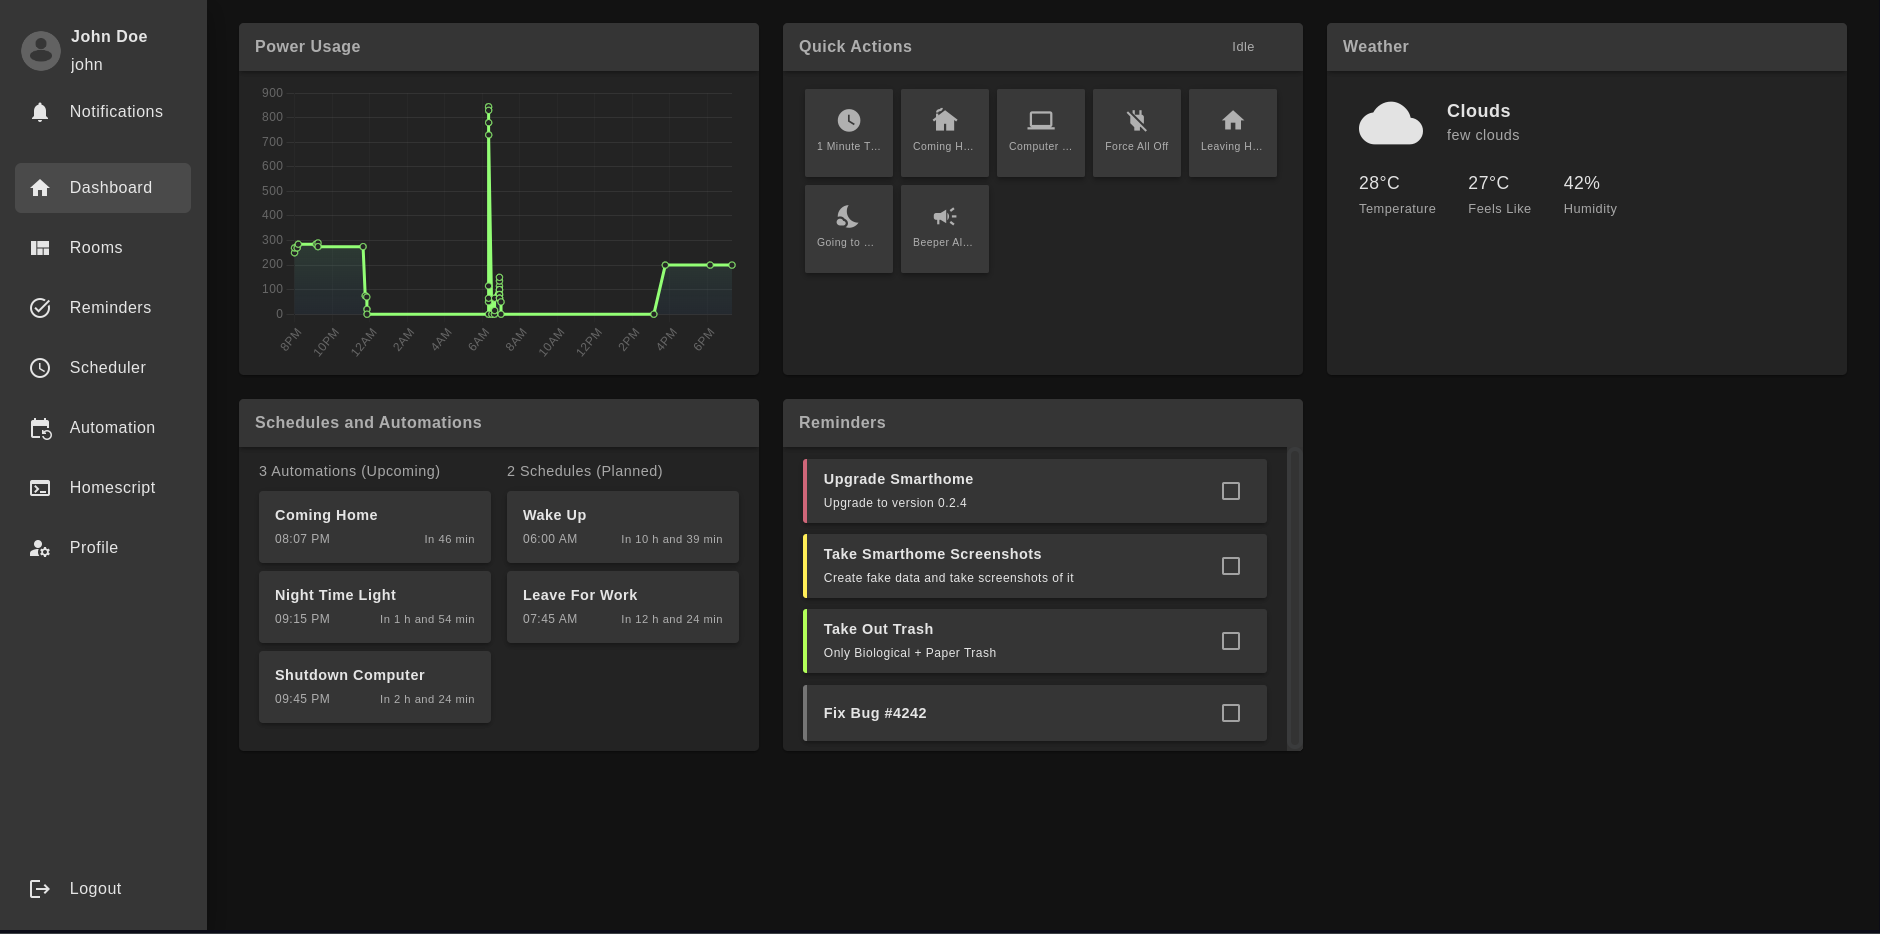 John Doe
john
Notifications
Dashboard
Rooms
Reminders
Scheduler
Automation
Homescript
Profile
Logout
Power Usage
900
800
700
600
500
400
300
200
100
0
8PM 10PM 12AM 2AM 4AM 6AM 8AM 10AM 12PM 2PM 4PM 6PM
Quick Actions Idle
1 Minute T… Coming H… Computer … Force All Off Leaving H…
Going to … Beeper Al…
Weather
Clouds
few clouds
28°C 27°C 42%
Temperature Feels Like Humidity
Schedules and Automations
3 Automations (Upcoming)
Coming Home
08:07 PM In 46 min
Night Time Light
09:15 PM In 1 h and 54 min
Shutdown Computer
09:45 PM In 2 h and 24 min
2 Schedules (Planned)
Wake Up
06:00 AM In 10 h and 39 min
Leave For Work
07:45 AM In 12 h and 24 min
Reminders
Upgrade Smarthome
Upgrade to version 0.2.4
Take Smarthome Screenshots
Create fake data and take screenshots of it
Take Out Trash
Only Biological + Paper Trash
Fix Bug #4242